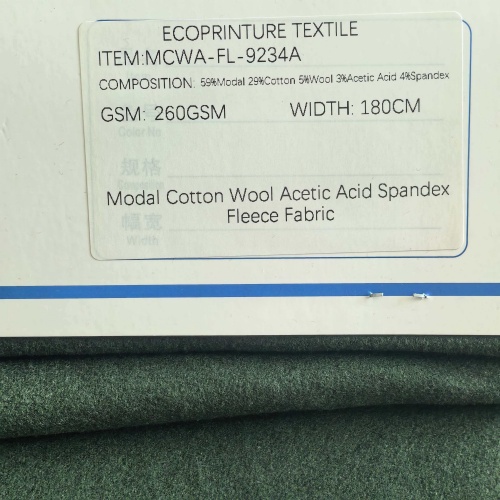 ECOPRINTURE TEXTILE
ITEM:MCWA-FL-9234A
COMPOSITION: 59%Modal 29%Cotton 5%Wool 3%Acetic Acid 4%Spandex
GSM: 260GSM WIDTH: 180CM
Color No
规格
Modal Cotton Wool Acetic Acid Spandex
Fleece Fabric
幅宽
Width